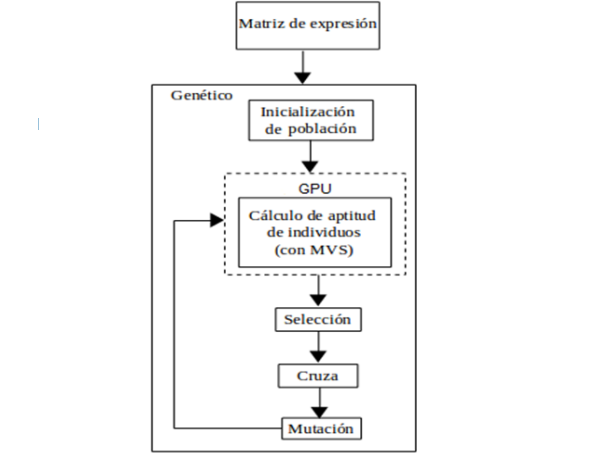 Matriz de expresión
Genético
Inicialización
de población
GPU
Cálculo de aptitud
de individuos
(con MVS)
Selección
Cruza
Mutación